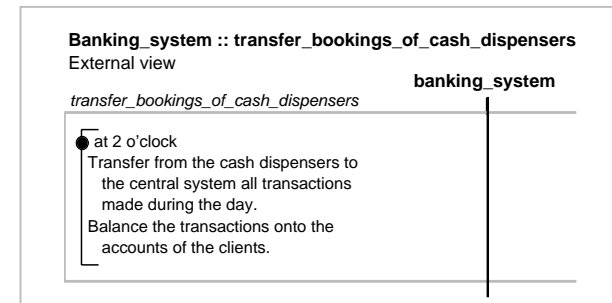 Banking_system :: transfer_bookings_of_cash_dispensers
External view
banking_system
transfer_bookings_of_cash_dispensers
at 2 o’clock
Transfer from the cash dispensers to
the central system all transactions
made during the day.
Balance the transactions onto the
accounts of the clients.